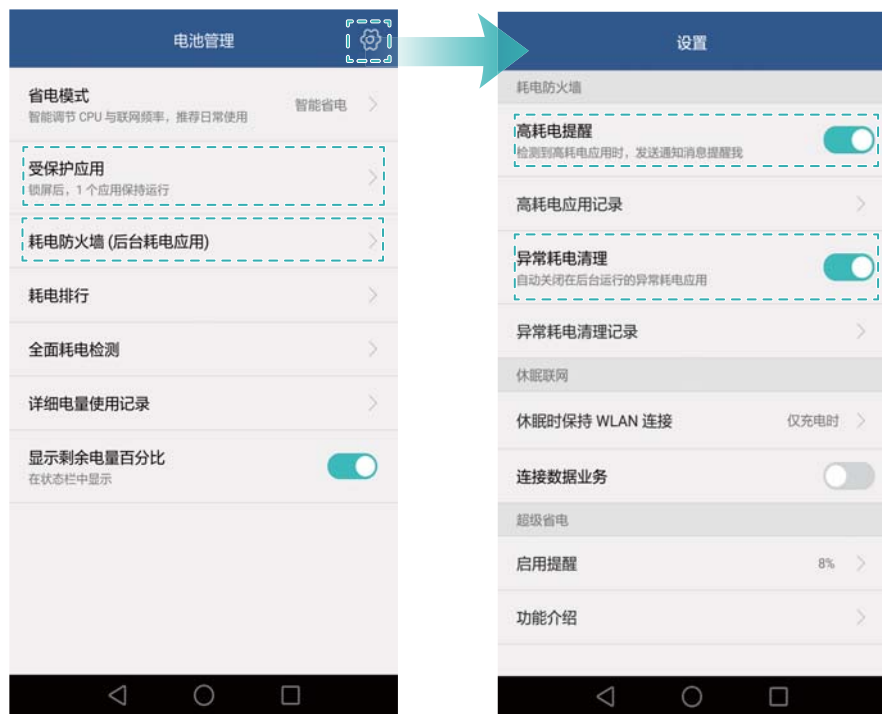 电池管理
省电模式
智能调节 CPU 与联网频率，推荐日常使用
智能省电
受保护应用
锁屏后，1 个应用保持运行
耗电防火墙 (后台耗电应用)
耗电排行
全面耗电检测
详细电量使用记录
显示剩余电量百分比
在状态栏中显示
设置
耗电防火墙
高耗电提醒
检测到高耗电应用时，发送通知消息提醒我
高耗电应用记录
异常耗电清理
自动关闭在后台运行的异常耗电应用
异常耗电清理记录
休眠联网
休眠时保持 WLAN 连接
仅充电时
连接数据业务
超级省电
启用提醒
8%
功能介绍